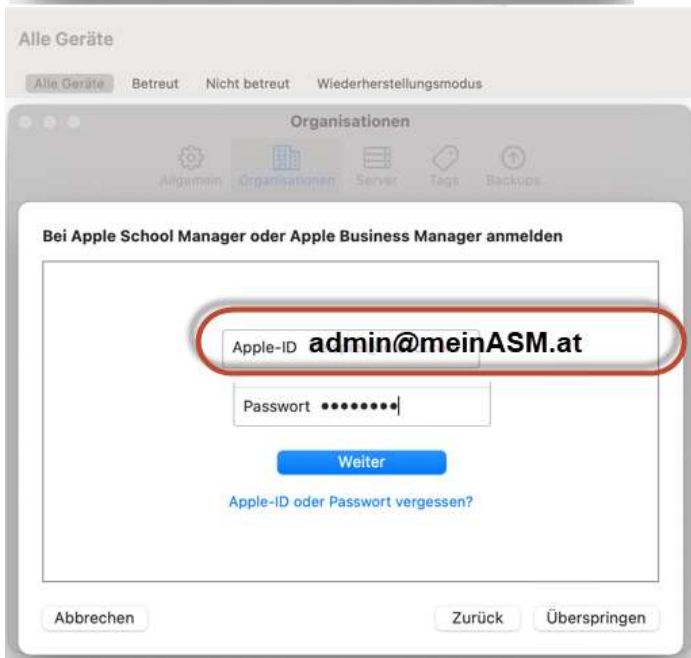 Alle Geräte
Alle Geräte Betreut Nicht betreut Wiederherstellungsmodus
Organisationen
Allgemein Organisationen Server Tags Backups
Bei Apple School Manager oder Apple Business Manager anmelden
Apple-ID admin@meinASM.at
Passwort ••••••••
Weiter
Apple-ID oder Passwort vergessen?
Abbrechen Zurück Überspringen